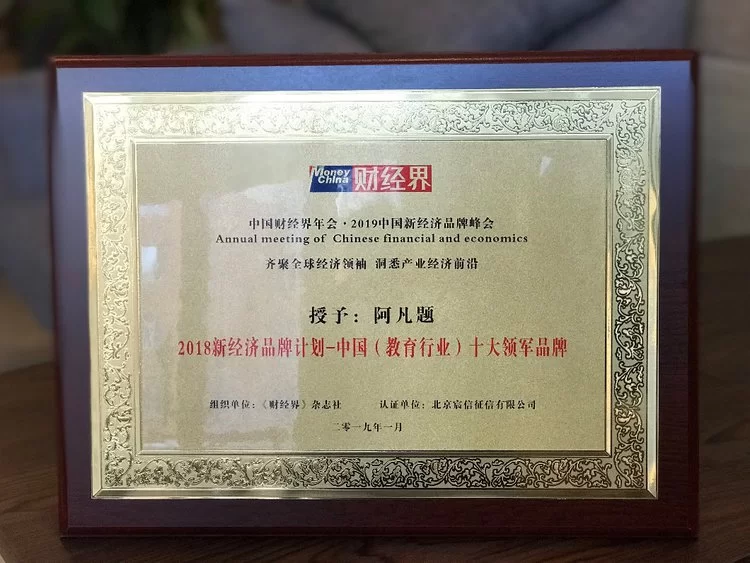 Money China 财经界
中国财经界年会·2019中国新经济品牌峰会
Annual meeting of Chinese financial and economics
齐聚全球经济领袖 洞悉产业经济前沿
授予：阿凡题
2018新经济品牌计划-中国（教育行业）十大领军品牌
组织单位：《财经界》杂志社 认证单位：北京宸信征信有限公司
二零一九年一月